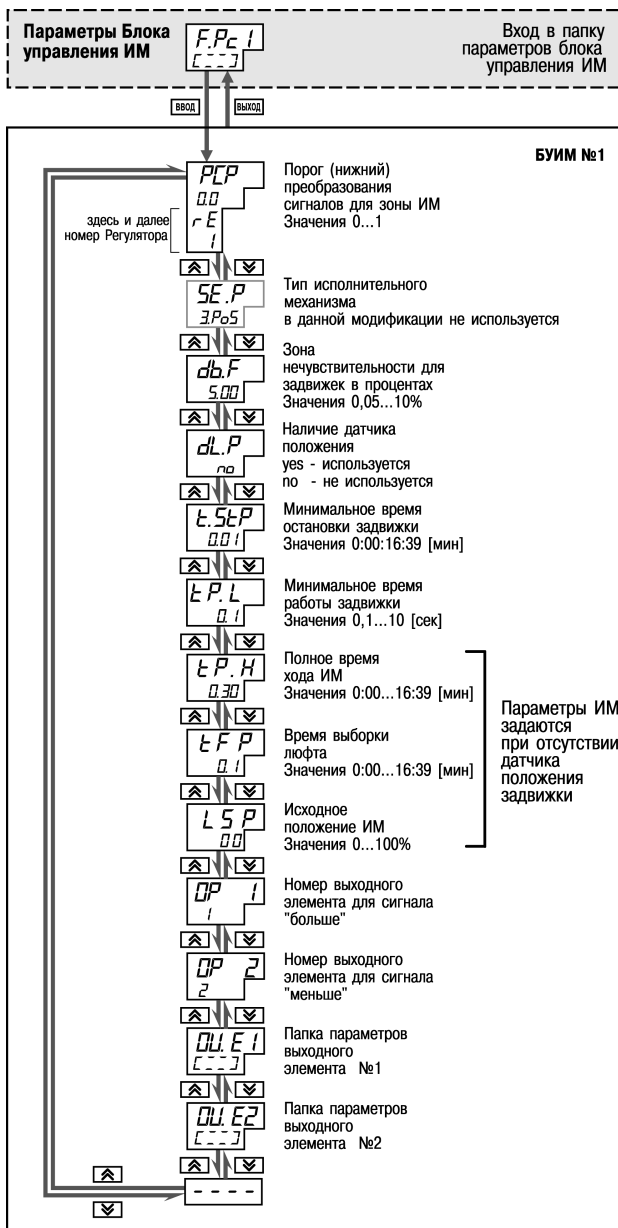 Параметры Блока
управления ИМ
F.Pc 1
[---]
Вход в папку
параметров блока
управления ИМ
ВВОД
ВЫХОД
БУИМ №1
PCP
0.0
rE
1
здесь и далее
номер Регулятора
Порог (нижний)
преобразования
сигналов для зоны ИМ
Значения 0...1
SE.P
3.PoS
Тип исполнительного
механизма
в данной модификации не используется
db.F
5.00
Зона
нечувствительности для
задвижек в процентах
Значения 0,05...10%
dL.P
no
Наличие датчика
положения
yes - используется
no - не используется
t.StP
0.01
Минимальное время
остановки задвижки
Значения 0:00:16:39 [мин]
tP.L
0.1
Минимальное время
работы задвижки
Значения 0,1...10 [сек]
tP.H
0.30
Полное время
хода ИМ
Значения 0:00...16:39 [мин]
tFP
0.1
Время выборки
люфта
Значения 0:00...16:39 [мин]
LSP
00
Исходное
положение ИМ
Значения 0...100%
Параметры ИМ
задаются
при отсутствии
датчика
положения
задвижки
OP 1
1
Номер выходного
элемента для сигнала
"больше"
OP 2
2
Номер выходного
элемента для сигнала
"меньше"
OU.E1
[---]
Папка параметров
выходного
элемента №1
OU.E2
[---]
Папка параметров
выходного
элемента №2
----